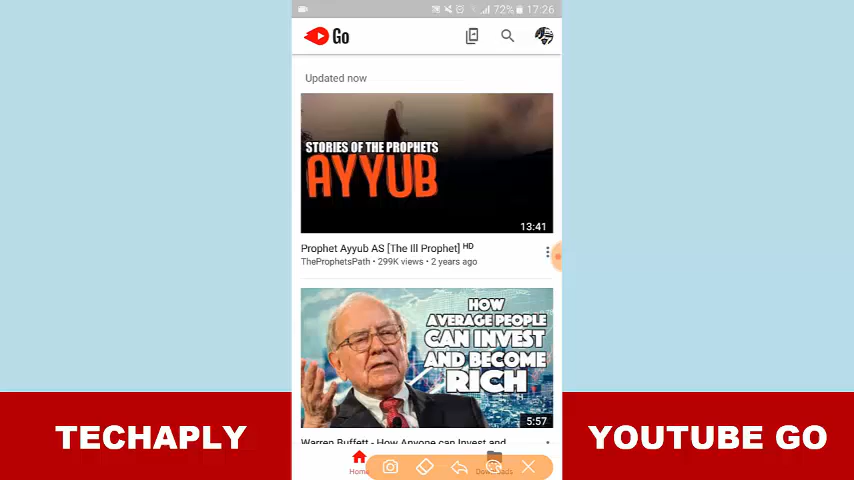 72% 17:26
Go
Updated now
STORIES OF THE PROPHETS
AYYUB
13:41
Prophet Ayyub AS [The Ill Prophet] HD
TheProphetsPath • 299K views • 2 years ago
HOW
AVERAGE PEOPLE
CAN INVEST
AND BECOME
RICH
5:57
Warren Buffett - How Anyone can Invest and
Home
Downloads
TECHAPLY
YOUTUBE GO